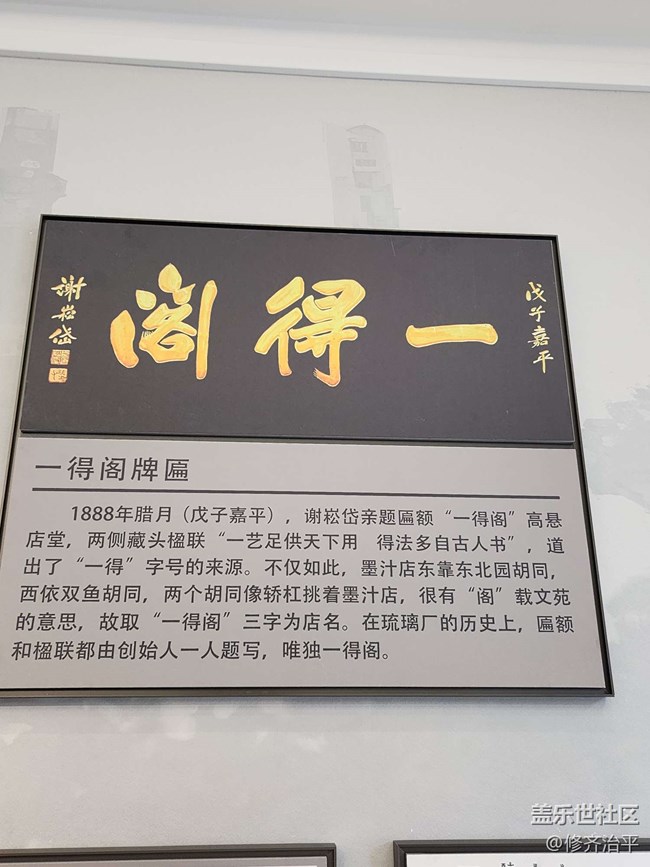 戊子嘉平
一得阁
謝崧岱
一得阁牌匾
1888年腊月（戊子嘉平），谢崧岱亲题匾额“一得阁”高悬
店堂，两侧藏头楹联“一艺足供天下用 得法多自古人书”，道
出了“一得”字号的来源。不仅如此，墨汁店东靠东北园胡同，
西依双鱼胡同，两个胡同像轿杠挑着墨汁店，很有“阁”载文苑
的意思，故取“一得阁”三字为店名。在琉璃厂的历史上，匾额
和楹联都由创始人一人题写，唯独一得阁。
盖乐世社区
@修齐治平